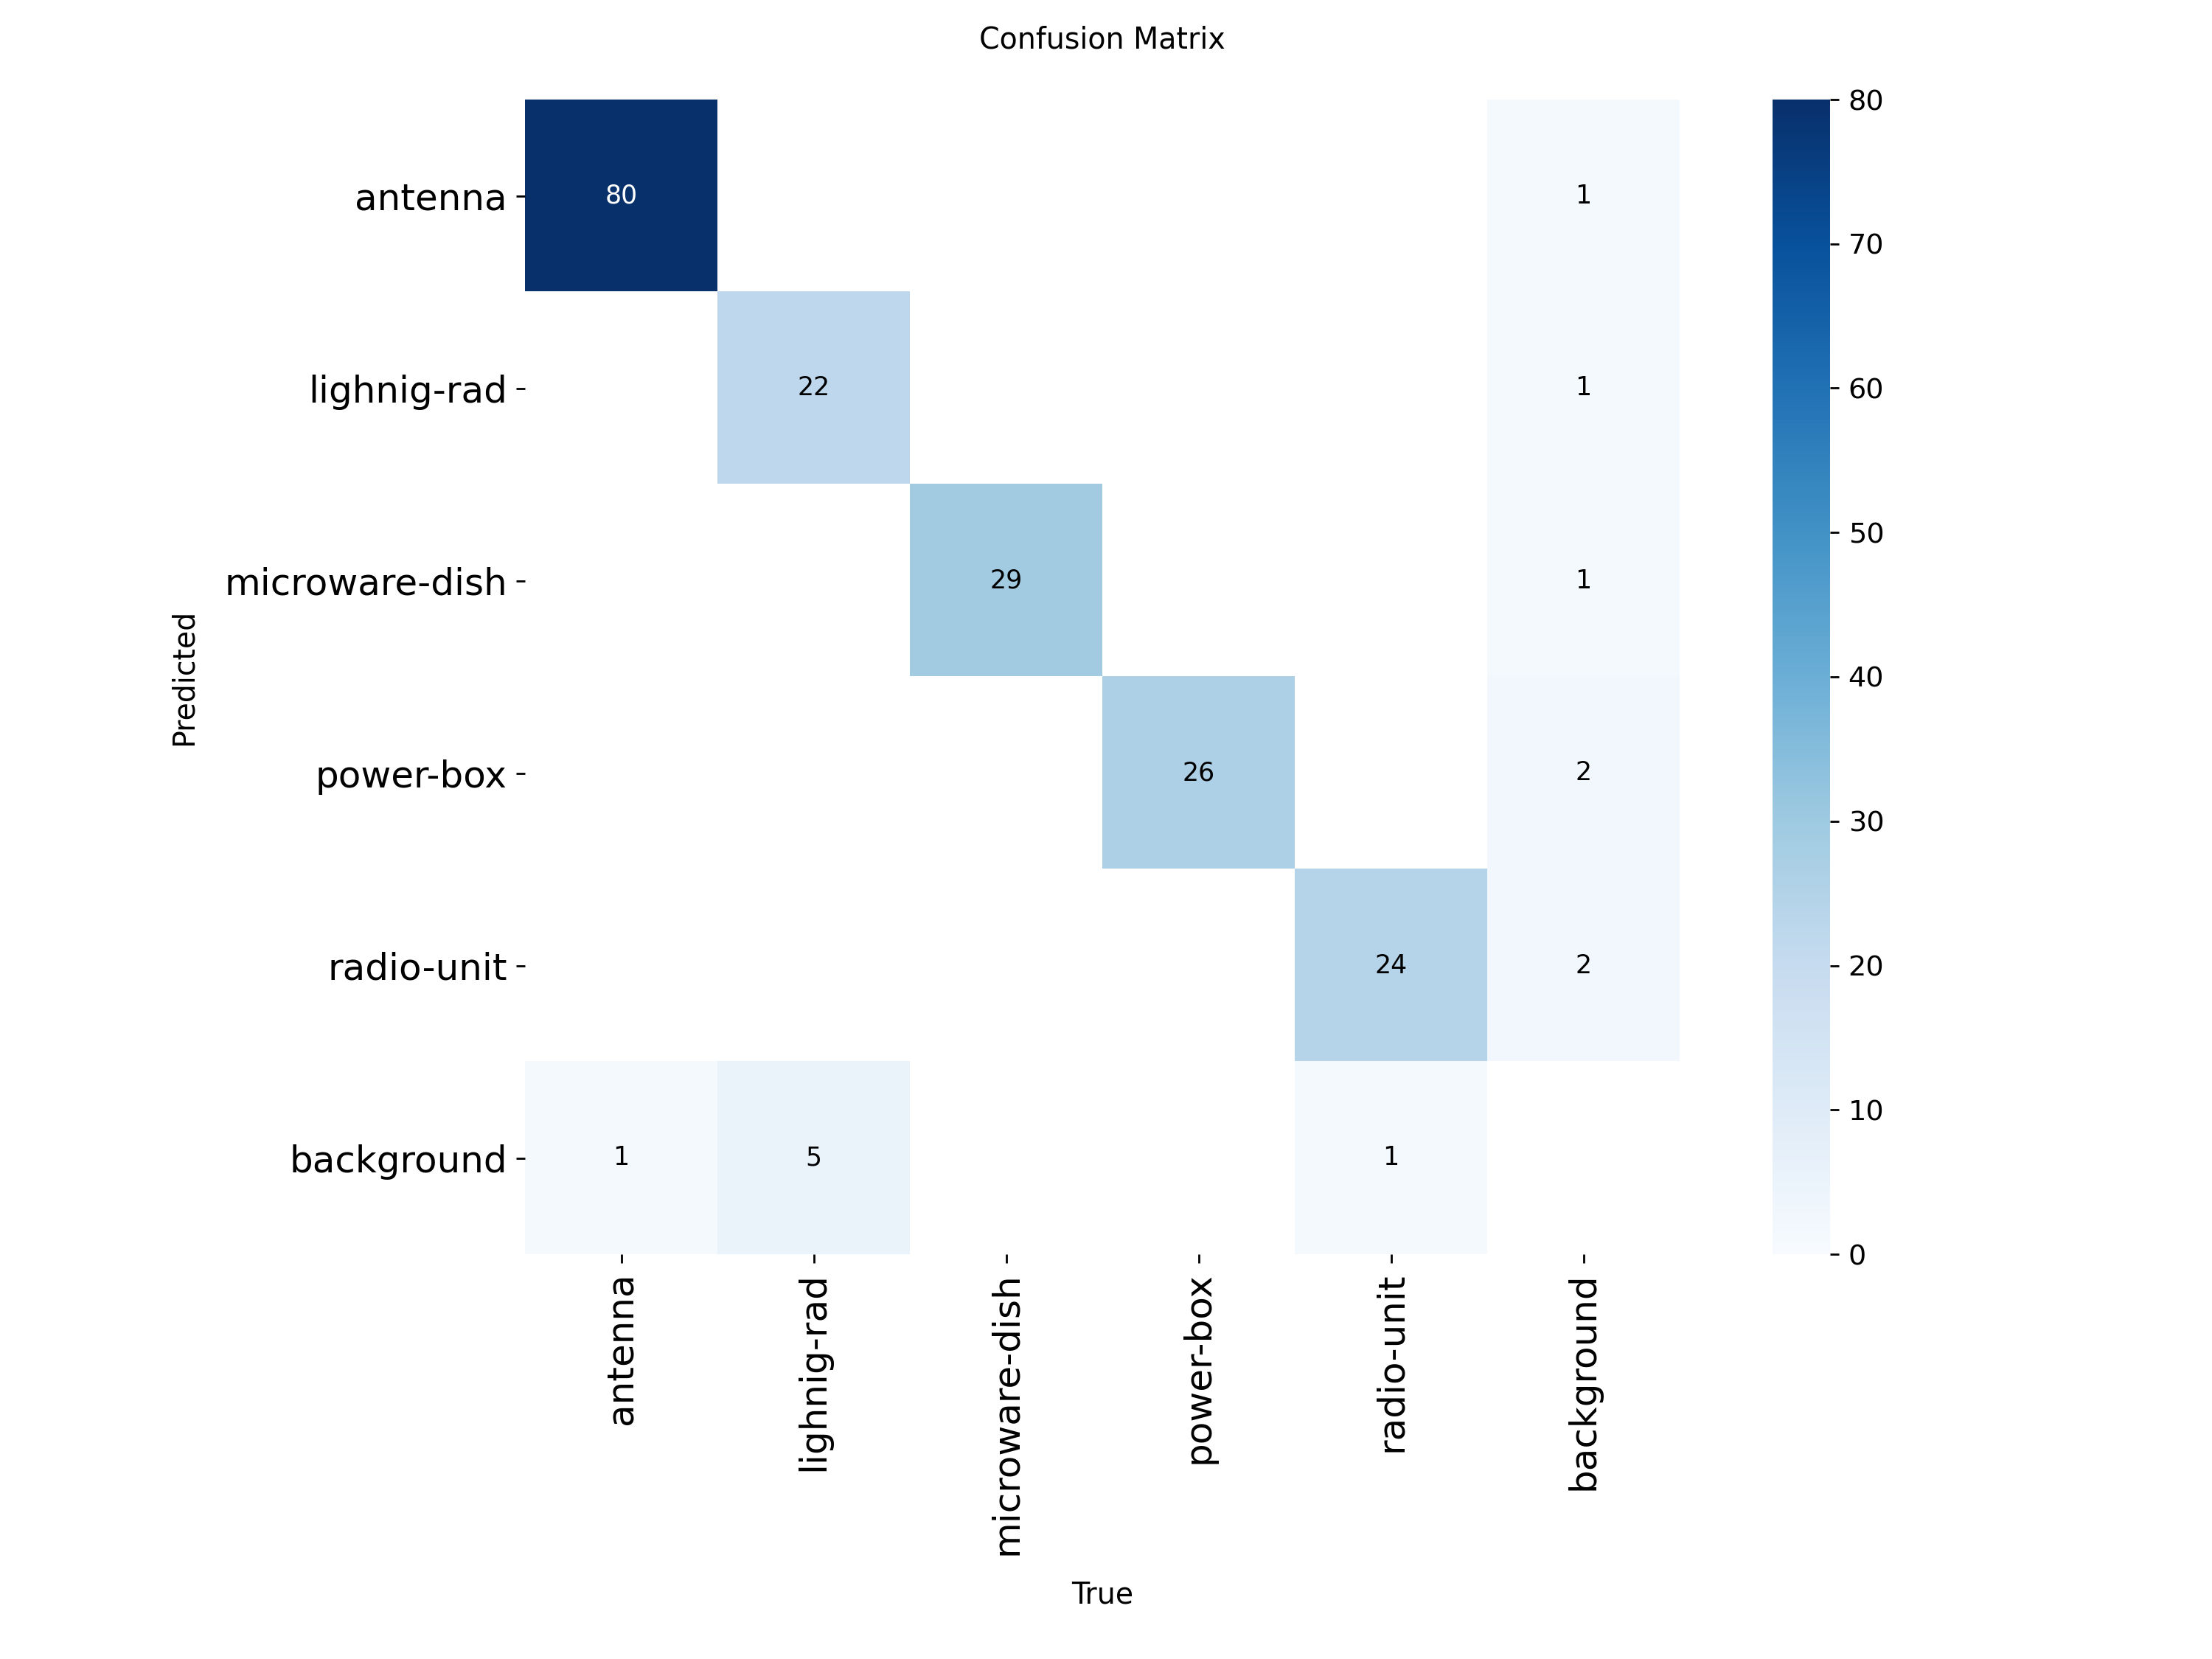 Confusion Matrix
Predicted
antenna 80 1
lighnig-rad 22 1
microware-dish 29 1
power-box 26 2
radio-unit 24 2
background 1 5 1
antenna lighnig-rad microware-dish power-box radio-unit background
True
80
70
60
50
40
30
20
10
0